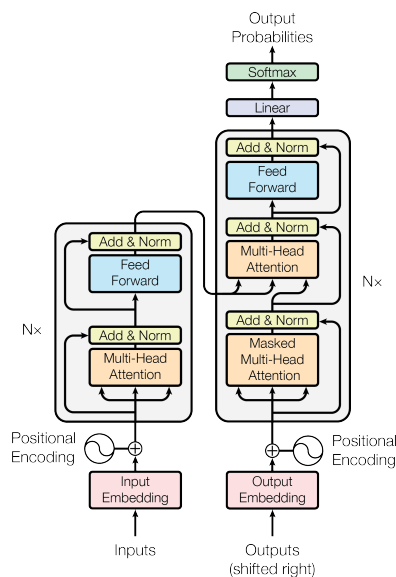 Output
Probabilities
Softmax
Linear
Add & Norm
Feed
Forward
Add & Norm
Multi-Head
Attention
Add & Norm
Masked
Multi-Head
Attention
N×
Add & Norm
Feed
Forward
Add & Norm
Multi-Head
Attention
N×
Positional
Encoding
Positional
Encoding
Input
Embedding
Output
Embedding
Inputs
Outputs
(shifted right)